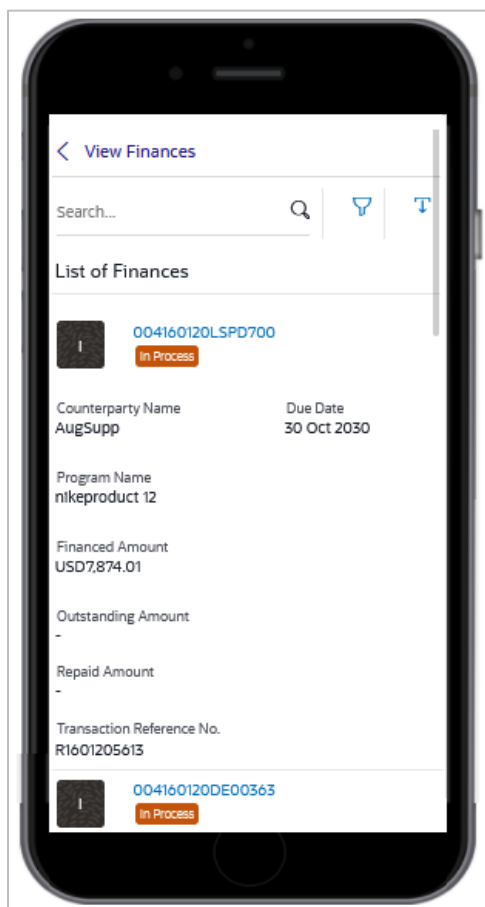 View Finances
Search...
List of Finances
I
004160120LSPD700
In Process
Counterparty Name Due Date
AugSupp 30 Oct 2030
Program Name
nikeproduct 12
Financed Amount
USD7,874.01
Outstanding Amount
-
Repaid Amount
-
Transaction Reference No.
R1601205613
I
004160120DE00363
In Process